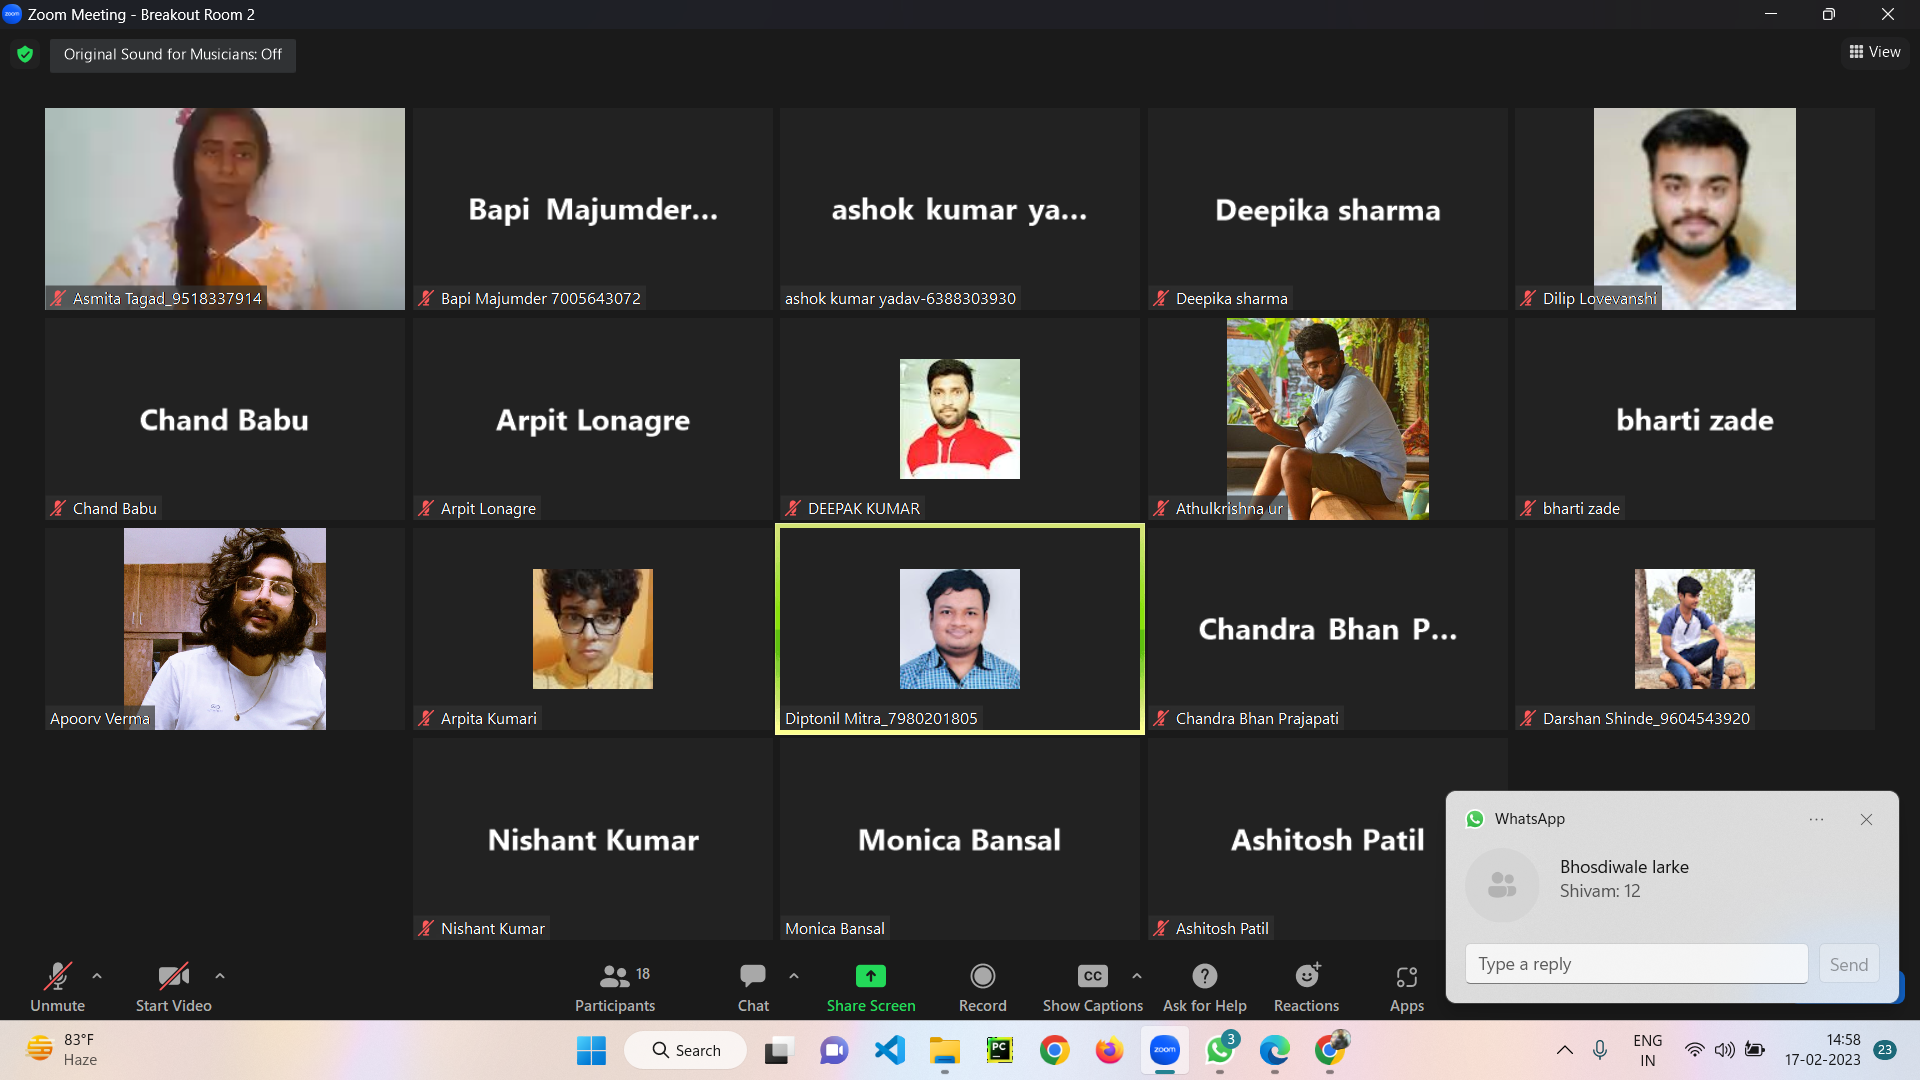 Zoom Meeting - Breakout Room 2
Original Sound for Musicians: Off
View
Asmita Tagad_9518337914
Bapi Majumder...
Bapi Majumder 7005643072
ashok kumar ya...
ashok kumar yadav-6388303930
Deepika sharma
Deepika sharma
Dilip Lovevanshi
Chand Babu
Chand Babu
Arpit Lonagre
Arpit Lonagre
DEEPAK KUMAR
Athulkrishna ur
bharti zade
bharti zade
Apoorv Verma
Arpita Kumari
Diptonil Mitra_7980201805
Chandra Bhan P...
Chandra Bhan Prajapati
Darshan Shinde_9604543920
Nishant Kumar
Nishant Kumar
Monica Bansal
Monica Bansal
Ashitosh Patil
Ashitosh Patil
WhatsApp
Bhosdiwale larke
Shivam: 12
Type a reply
Send
Unmute
Start Video
18
Participants
Chat
Share Screen
CC
Record
Show Captions
Ask for Help
Reactions
Apps
83°F
Haze
Search
PC
zoom
3
ENG
IN
14:58
17-02-2023
23